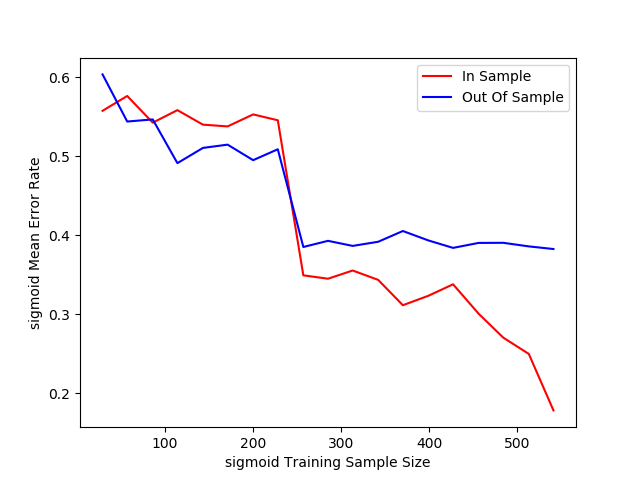 In Sample
Out Of Sample
0.6
0.5
0.4
0.3
0.2
sigmoid Mean Error Rate
100
200
300
400
500
sigmoid Training Sample Size